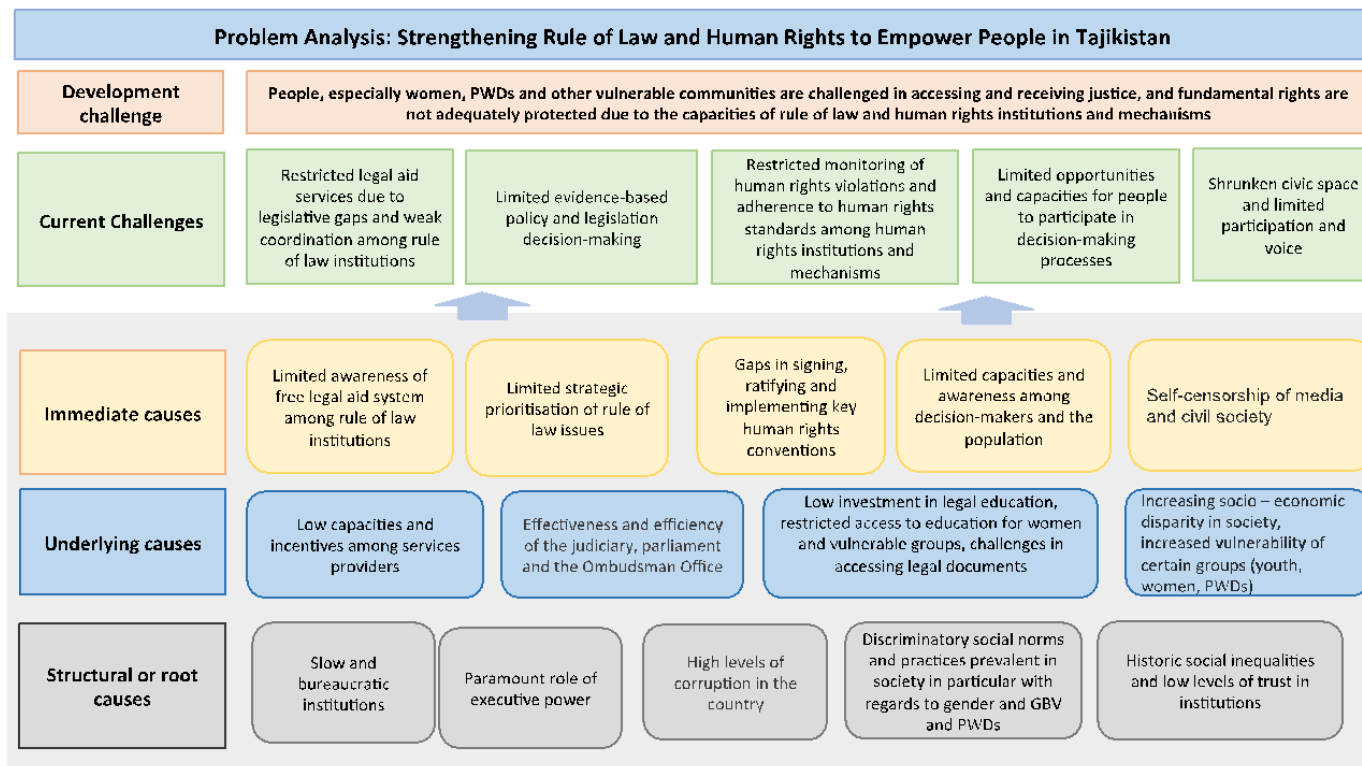 Problem Analysis: Strengthening Rule of Law and Human Rights to Empower People in Tajikistan
Development
challenge
People, especially women, PWDs and other vulnerable communities are challenged in accessing and receiving justice, and fundamental rights are
not adequately protected due to the capacities of rule of law and human rights institutions and mechanisms
Current Challenges
Restricted legal aid
services due to
legislative gaps and weak
coordination among rule
of law institutions
Limited evidence-based
policy and legislation
decision-making
Restricted monitoring of
human rights violations and
adherence to human rights
standards among human
rights institutions and
mechanisms
Limited opportunities
and capacities for people
to participate in
decision-making
processes
Shrunken civic space
and limited
participation and
voice
Immediate causes
Limited awareness of
free legal aid system
among rule of law
institutions
Limited strategic
prioritisation of rule of
law issues
Gaps in signing,
ratifying and
implementing key
human rights
conventions
Limited capacities and
awareness among
decision-makers and the
population
Self-censorship of media
and civil society
Underlying causes
Low capacities and
incentives among services
providers
Effectiveness and efficiency
of the judiciary, parliament
and the Ombudsman Office
Low investment in legal education,
restricted access to education for women
and vulnerable groups, challenges in
accessing legal documents
Increasing socio – economic
disparity in society,
increased vulnerability of
certain groups (youth,
women, PWDs)
Structural or root
causes
Slow and
bureaucratic
institutions
Paramount role of
executive power
High levels of
corruption in the
country
Discriminatory social norms
and practices prevalent in
society in particular with
regards to gender and GBV
and PWDs
Historic social inequalities
and low levels of trust in
institutions